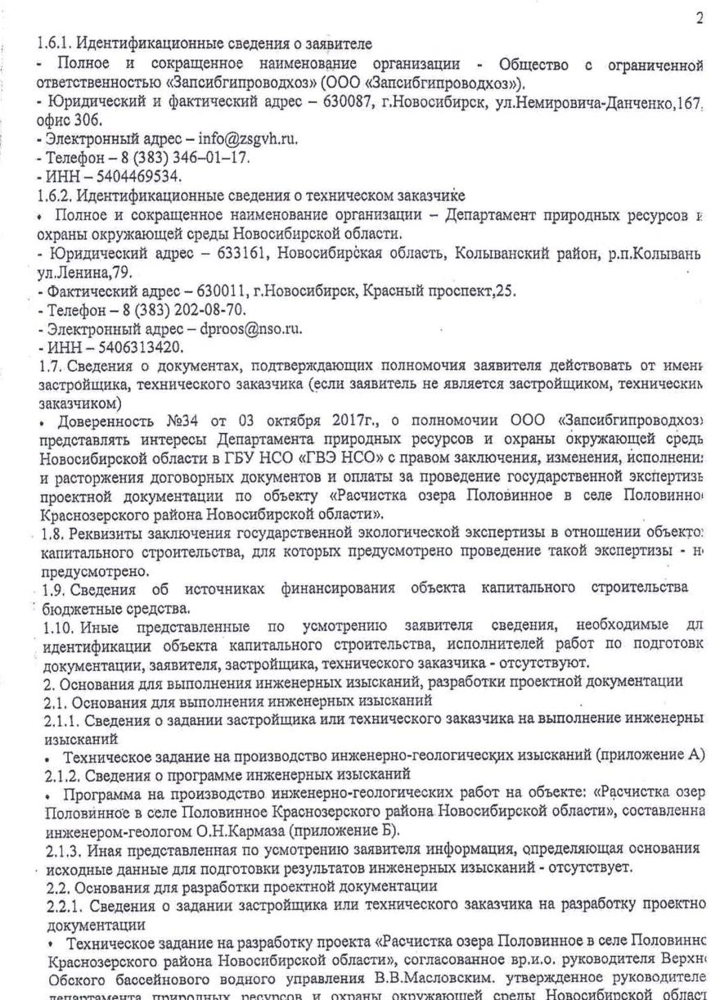 2
1.6.1. Идентификационные сведения о заявителе
- Полное и сокращенное наименование организации - Общество с ограниченной
ответственностью «Запсибгипроводхоз» (ООО «Запсибгипроводхоз»).
- Юридический и фактический адрес – 630087, г.Новосибирск, ул.Немировича-Данченко,167,
офис 306.
- Электронный адрес – info@zsgvh.ru.
- Телефон – 8 (383) 346–01–17.
- ИНН – 5404469534.
1.6.2. Идентификационные сведения о техническом заказчике
• Полное и сокращенное наименование организации – Департамент природных ресурсов и
охраны окружающей среды Новосибирской области.
- Юридический адрес – 633161, Новосибирская область, Колыванский район, р.п.Колывань
ул.Ленина,79.
- Фактический адрес – 630011, г.Новосибирск, Красный проспект,25.
- Телефон – 8 (383) 202-08-70.
- Электронный адрес – dproos@nso.ru.
- ИНН – 5406313420.
1.7. Сведения о документах, подтверждающих полномочия заявителя действовать от имени
застройщика, технического заказчика (если заявитель не является застройщиком, технически
заказчиком)
• Доверенность №34 от 03 октября 2017г., о полномочии ООО «Запсибгипроводхоз»
представлять интересы Департамента природных ресурсов и охраны окружающей среды
Новосибирской области в ГБУ НСО «ГВЭ НСО» с правом заключения, изменения, исполнени
и расторжения договорных документов и оплаты за проведение государственной экспертизы
проектной документации по объекту «Расчистка озера Половинное в селе Половинно
Краснозерского района Новосибирской области».
1.8. Реквизиты заключения государственной экологической экспертизы в отношении объекто
капитального строительства, для которых предусмотрено проведение такой экспертизы - н
предусмотрено.
1.9. Сведения об источниках финансирования объекта капитального строительства
бюджетные средства.
1.10. Иные представленные по усмотрению заявителя сведения, необходимые дл
идентификации объекта капитального строительства, исполнителей работ по подготовк
документации, заявителя, застройщика, технического заказчика - отсутствуют.
2. Основания для выполнения инженерных изысканий, разработки проектной документации
2.1. Основания для выполнения инженерных изысканий
2.1.1. Сведения о задании застройщика или технического заказчика на выполнение инженерны
изысканий
• Техническое задание на производство инженерно-геологических изысканий (приложение А)
2.1.2. Сведения о программе инженерных изысканий
• Программа на производство инженерно-геологических работ на объекте: «Расчистка озер
Половинное в селе Половинное Краснозерского района Новосибирской области», составленна
инженером-геологом О.Н.Кармаза (приложение Б).
2.1.3. Иная представленная по усмотрению заявителя информация, определяющая основания
исходные данные для подготовки результатов инженерных изысканий - отсутствует.
2.2. Основания для разработки проектной документации
2.2.1. Сведения о задании застройщика или технического заказчика на разработку проектно
документации
• Техническое задание на разработку проекта «Расчистка озера Половинное в селе Половинно
Краснозерского района Новосибирской области», согласованное вр.и.о. руководителя Верхн
Обского бассейнового водного управления В.В.Масловским. утвержденное руководителе
департамента природных ресурсов и охраны окружающей среды Новосибирской област